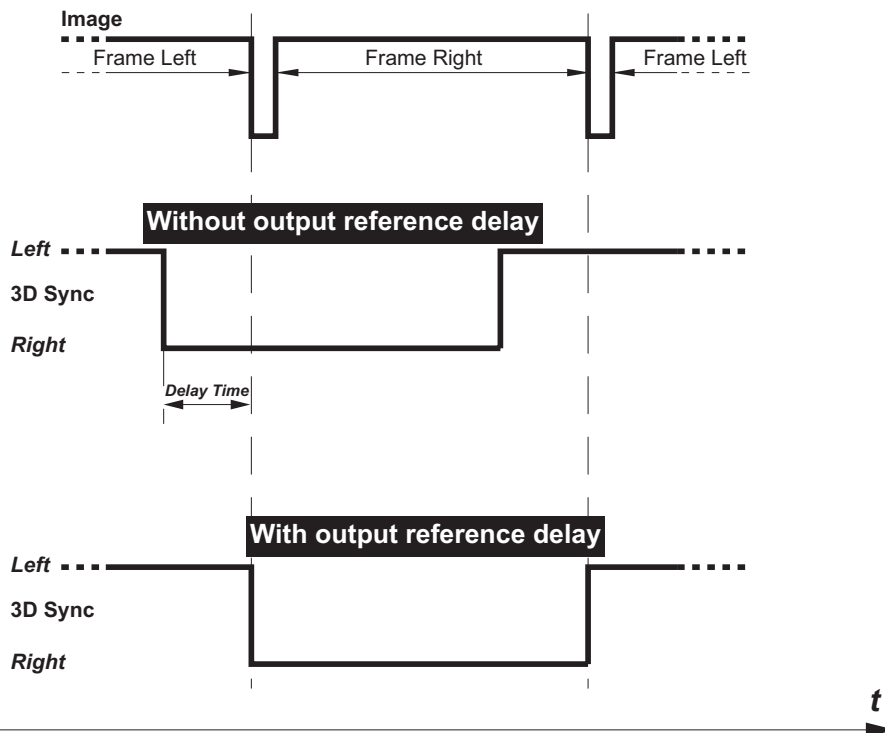 Image
Frame Left
Frame Right
Frame Left
Without output reference delay
Left
3D Sync
Right
Delay Time
With output reference delay
Left
3D Sync
Right
t